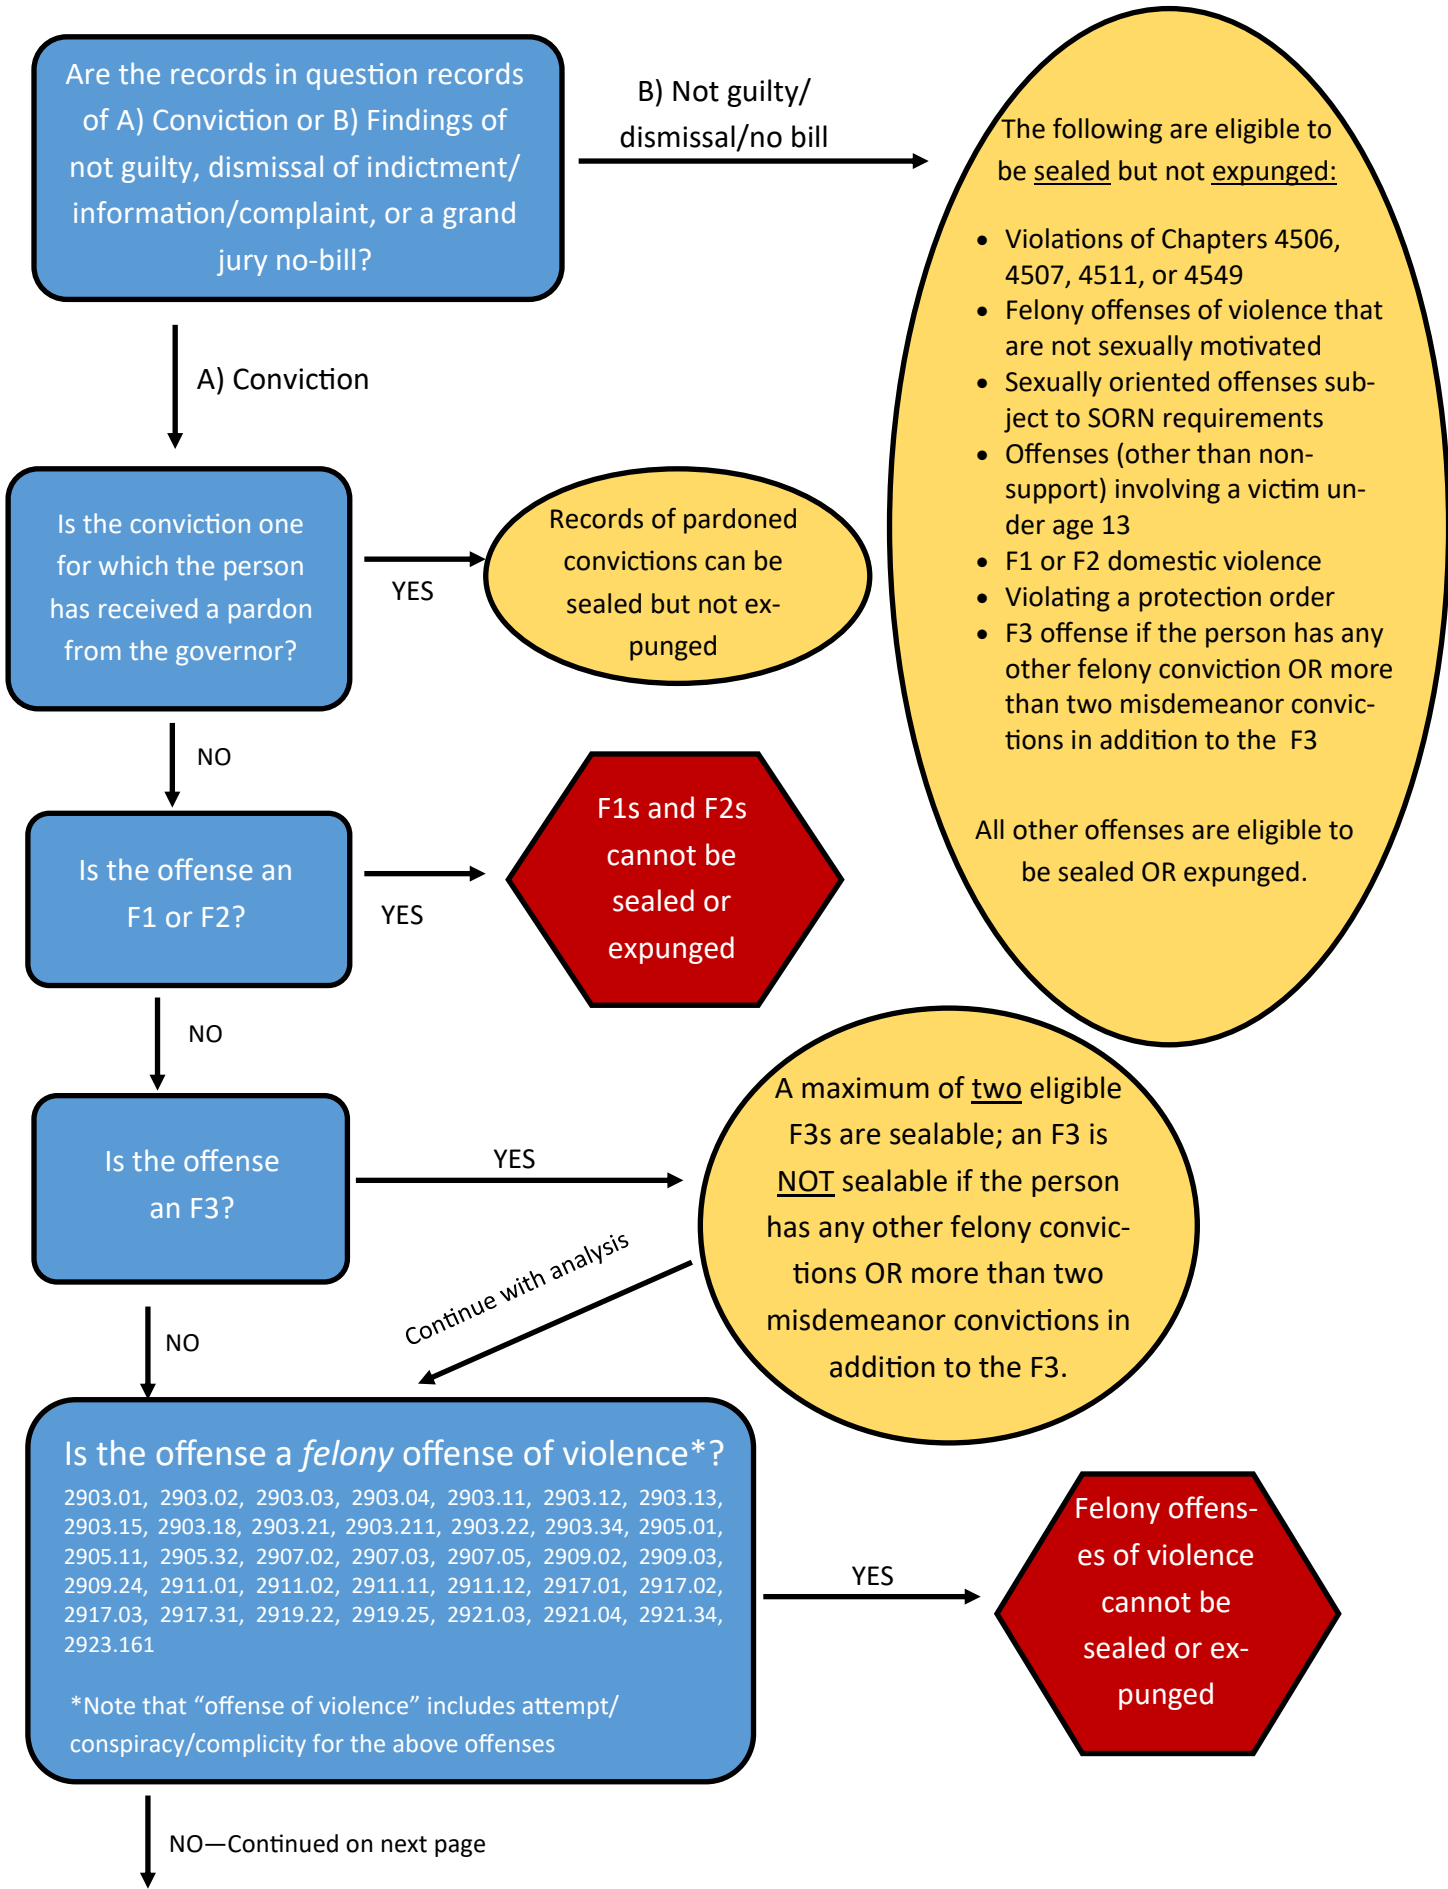 Are the records in question records
of A) Conviction or B) Findings of
not guilty, dismissal of indictment/
information/complaint, or a grand
jury no-bill?
B) Not guilty/
dismissal/no bill
The following are eligible to
be sealed but not expunged:
• Violations of Chapters 4506,
4507, 4511, or 4549
• Felony offenses of violence that
are not sexually motivated
• Sexually oriented offenses sub-
ject to SORN requirements
• Offenses (other than non-
support) involving a victim un-
der age 13
• F1 or F2 domestic violence
• Violating a protection order
• F3 offense if the person has any
other felony conviction OR more
than two misdemeanor convic-
tions in addition to the F3
All other offenses are eligible to
be sealed OR expunged.
A) Conviction
Is the conviction one
for which the person
has received a pardon
from the governor?
YES
Records of pardoned
convictions can be
sealed but not ex-
punged
NO
Is the offense an
F1 or F2?
YES
F1s and F2s
cannot be
sealed or
expunged
NO
Is the offense
an F3?
YES
A maximum of two eligible
F3s are sealable; an F3 is
NOT sealable if the person
has any other felony convic-
tions OR more than two
misdemeanor convictions in
addition to the F3.
Continue with analysis
NO
Is the offense a felony offense of violence*?
2903.01, 2903.02, 2903.03, 2903.04, 2903.11, 2903.12, 2903.13,
2903.15, 2903.18, 2903.21, 2903.211, 2903.22, 2903.34, 2905.01,
2905.11, 2905.32, 2907.02, 2907.03, 2907.05, 2909.02, 2909.03,
2909.24, 2911.01, 2911.02, 2911.11, 2911.12, 2917.01, 2917.02,
2917.03, 2917.31, 2919.22, 2919.25, 2921.03, 2921.04, 2921.34,
2923.161
*Note that “offense of violence” includes attempt/
conspiracy/complicity for the above offenses
YES
Felony offens-
es of violence
cannot be
sealed or ex-
punged
NO—Continued on next page